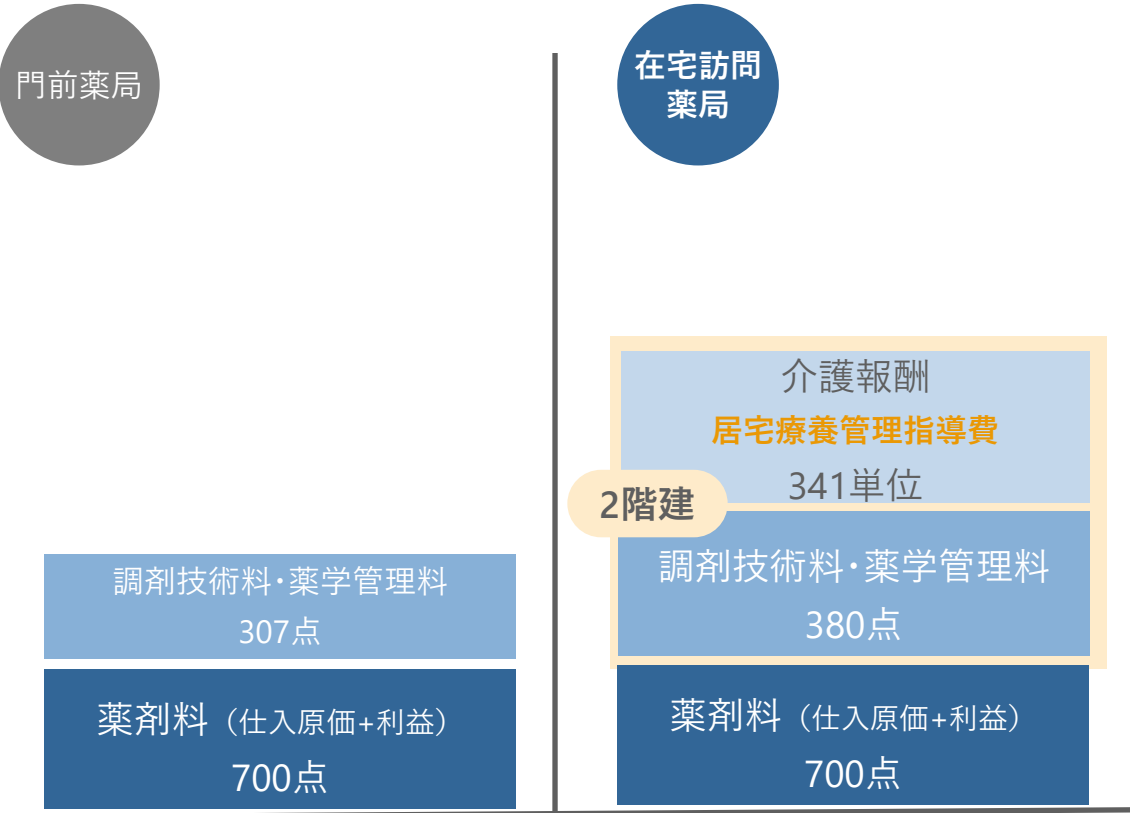 門前薬局
調剤技術料・薬学管理料
307点
薬剤料（仕入原価+利益）
700点
在宅訪問
薬局
介護報酬
居宅療養管理指導費
341単位
2階建
調剤技術料・薬学管理料
380点
薬剤料（仕入原価+利益）
700点